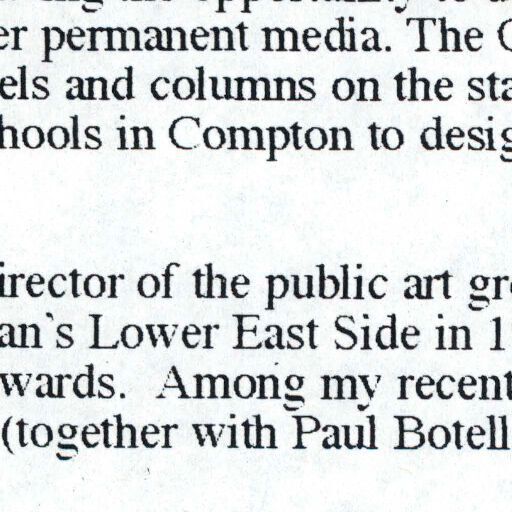 er permanent media. The C
els and columns on the sta
hools in Compton to desig
irector of the public art gr
an's Lower East Side in 1
wards. Among my recent
(together with Paul Botell